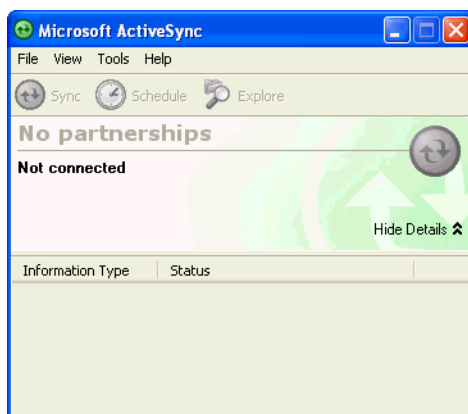 Microsoft ActiveSync
File View Tools Help
Sync Schedule Explore
No partnerships
Not connected
Hide Details
Information Type Status